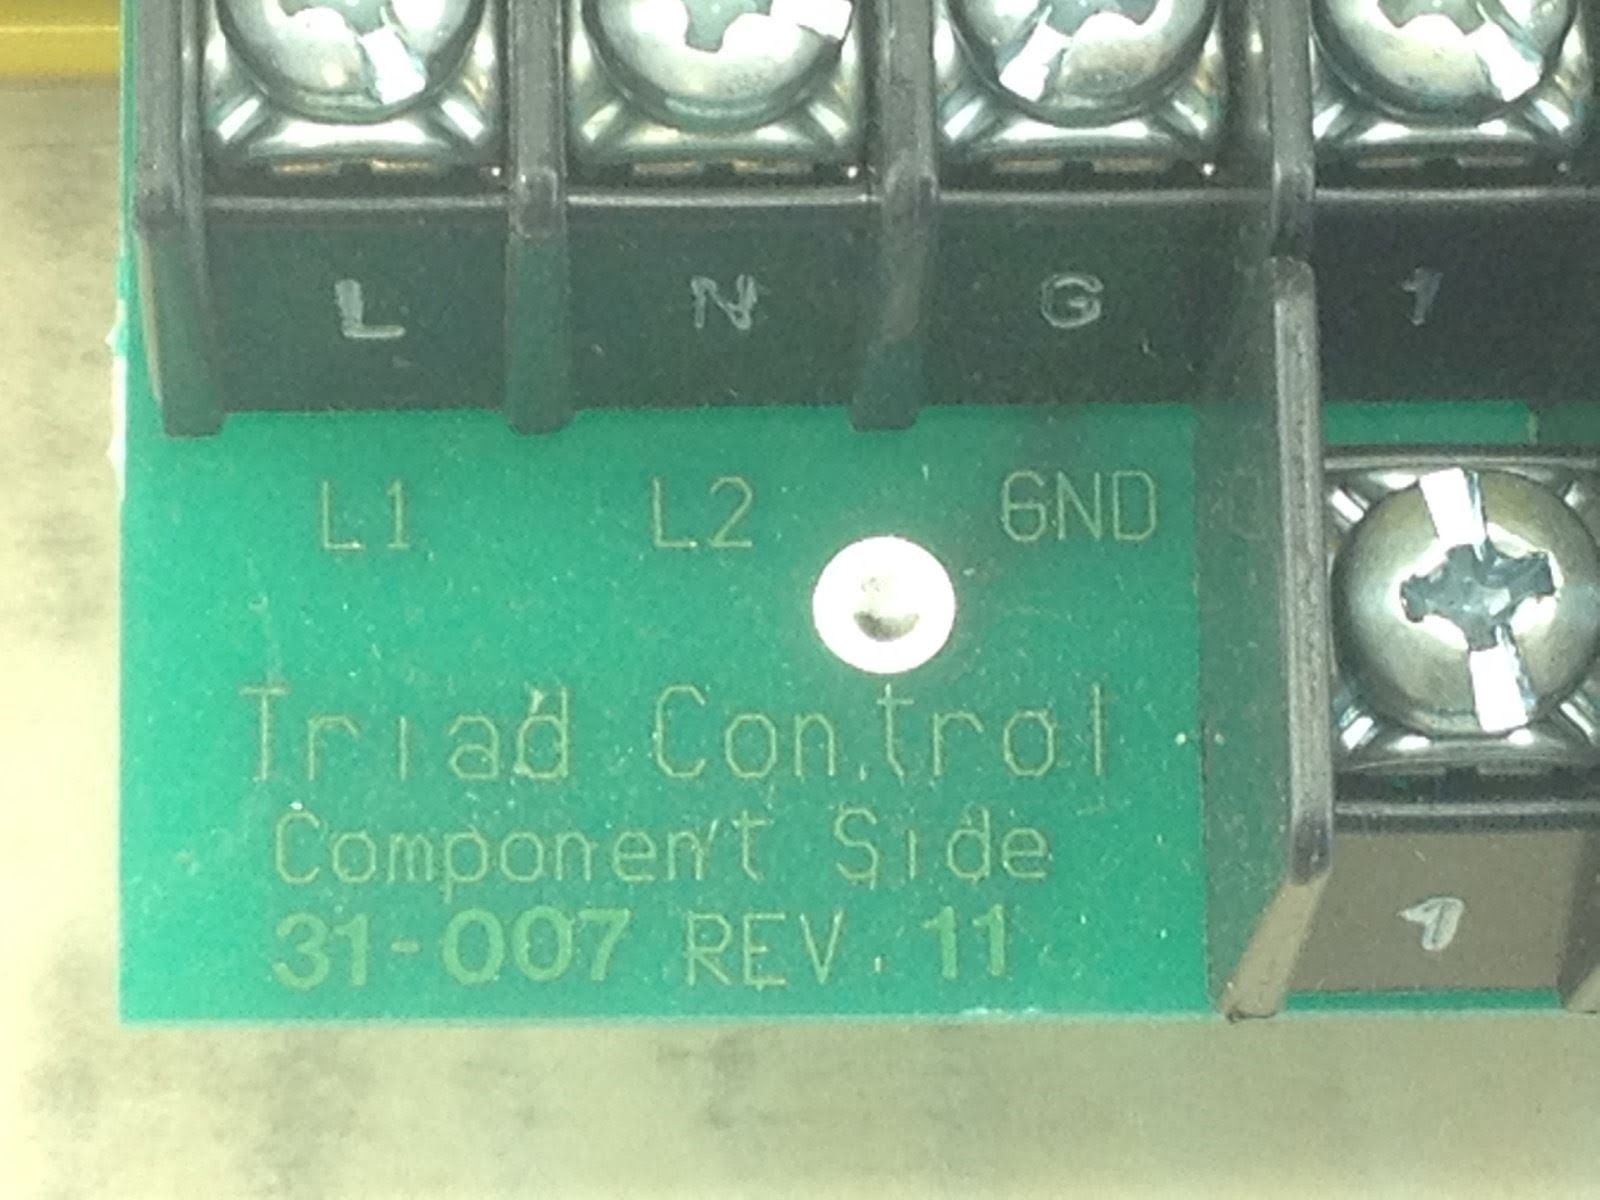 L N G 1
L1 L2 GND
Triad Control
Component Side
31-007 REV. 11
1